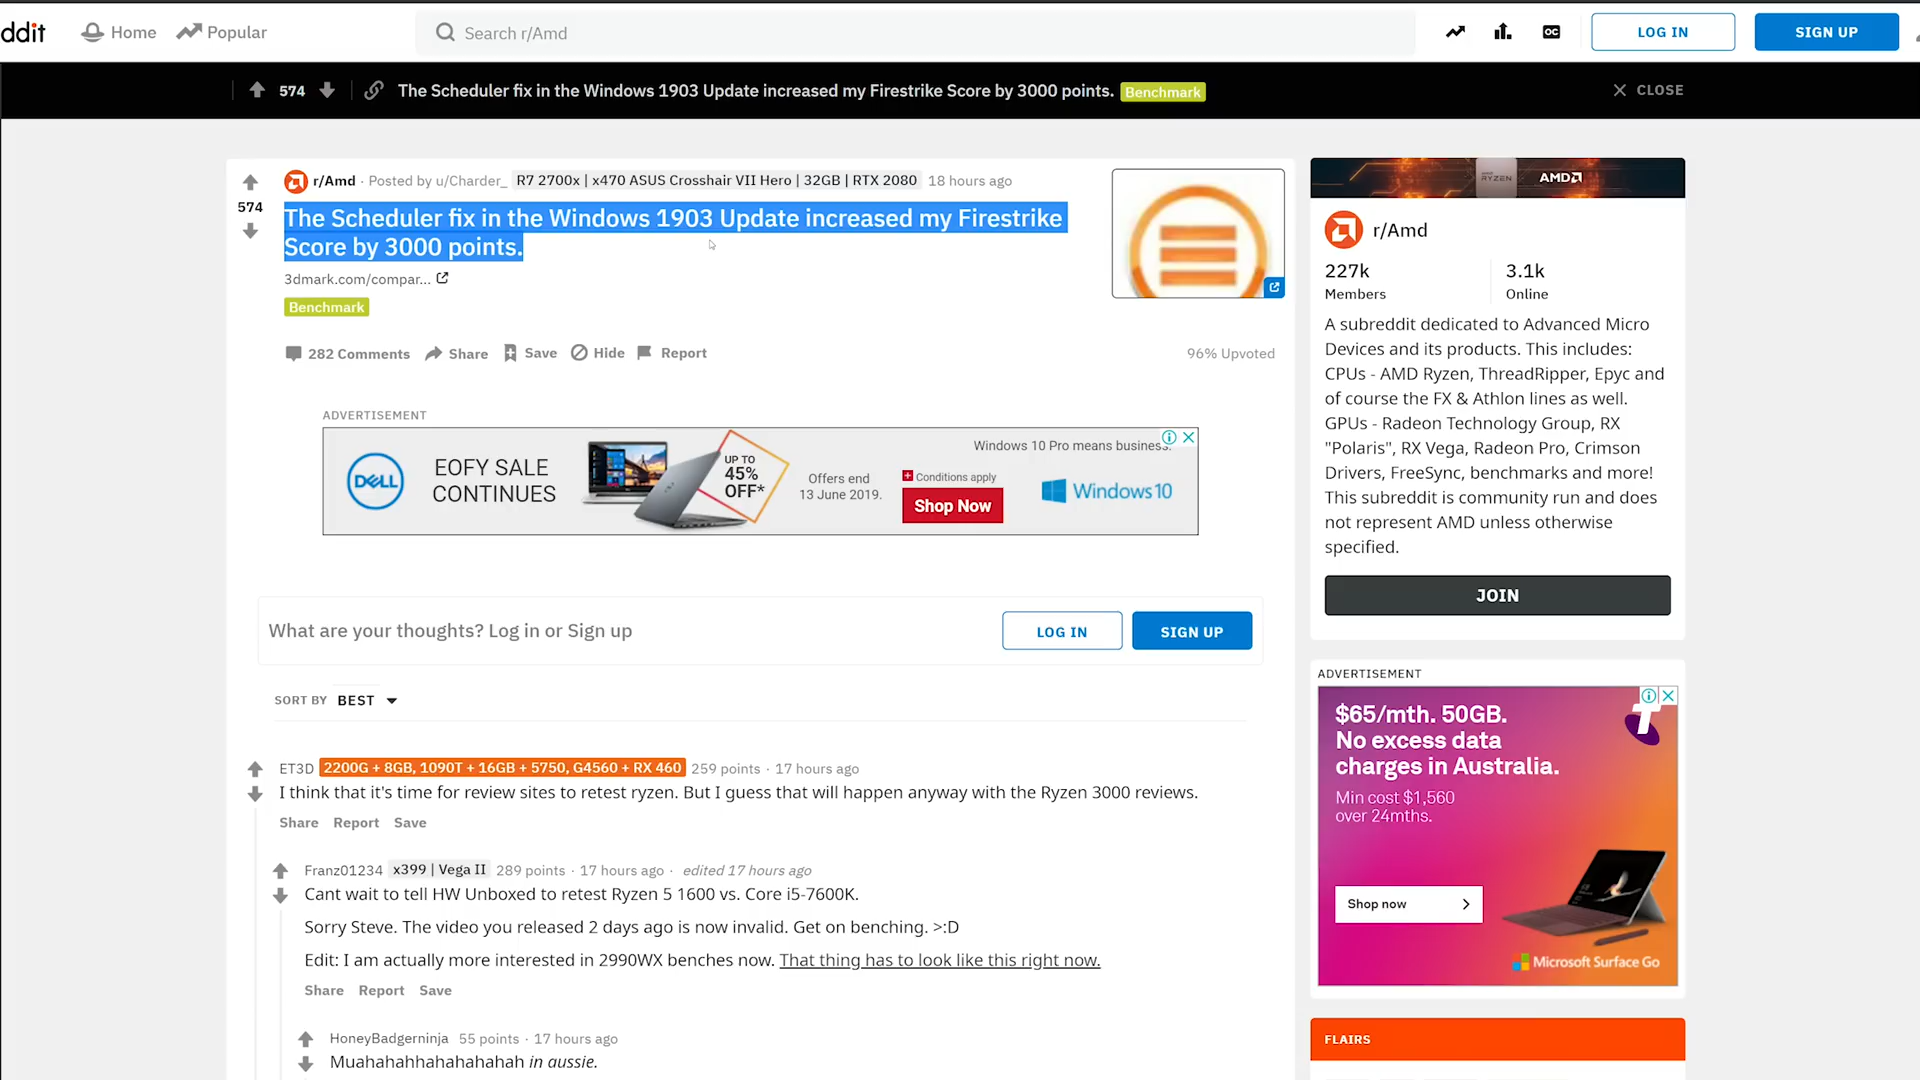 ddit
Home
Popular
Search r/Amd
OC
LOG IN
SIGN UP
574
The Scheduler fix in the Windows 1903 Update increased my Firestrike Score by 3000 points.
Benchmark
CLOSE
r/Amd · Posted by u/Charder_ R7 2700x | x470 ASUS Crosshair VII Hero | 32GB | RTX 2080 18 hours ago
574
The Scheduler fix in the Windows 1903 Update increased my Firestrike
Score by 3000 points.
3dmark.com/compar...
Benchmark
282 Comments
Share
Save
Hide
Report
96% Upvoted
ADVERTISEMENT
DELL
EOFY SALE
CONTINUES
UP TO
45%
OFF*
Offers end
13 June 2019.
Windows 10 Pro means business.
Conditions apply
Shop Now
Windows10
What are your thoughts? Log in or Sign up
LOG IN
SIGN UP
SORT BY BEST
ET3D 2200G + 8GB, 1090T + 16GB + 5750, G4560 + RX 460 259 points · 17 hours ago
I think that it's time for review sites to retest ryzen. But I guess that will happen anyway with the Ryzen 3000 reviews.
Share Report Save
Franz01234 x399 | Vega II 289 points · 17 hours ago · edited 17 hours ago
Cant wait to tell HW Unboxed to retest Ryzen 5 1600 vs. Core i5-7600K.
Sorry Steve. The video you released 2 days ago is now invalid. Get on benching. >:D
Edit: I am actually more interested in 2990WX benches now. That thing has to look like this right now.
Share Report Save
HoneyBadgerninja 55 points · 17 hours ago
Muahahahhahahahahah in aussie.
RYZEN
AMD
r/Amd
227k
Members
3.1k
Online
A subreddit dedicated to Advanced Micro
Devices and its products. This includes:
CPUs - AMD Ryzen, ThreadRipper, Epyc and
of course the FX & Athlon lines as well.
GPUs - Radeon Technology Group, RX
"Polaris", RX Vega, Radeon Pro, Crimson
Drivers, FreeSync, benchmarks and more!
This subreddit is community run and does
not represent AMD unless otherwise
specified.
JOIN
ADVERTISEMENT
$65/mth. 50GB.
No excess data
charges in Australia.
Min cost $1,560
over 24mths.
Shop now
Microsoft Surface Go
FLAIRS